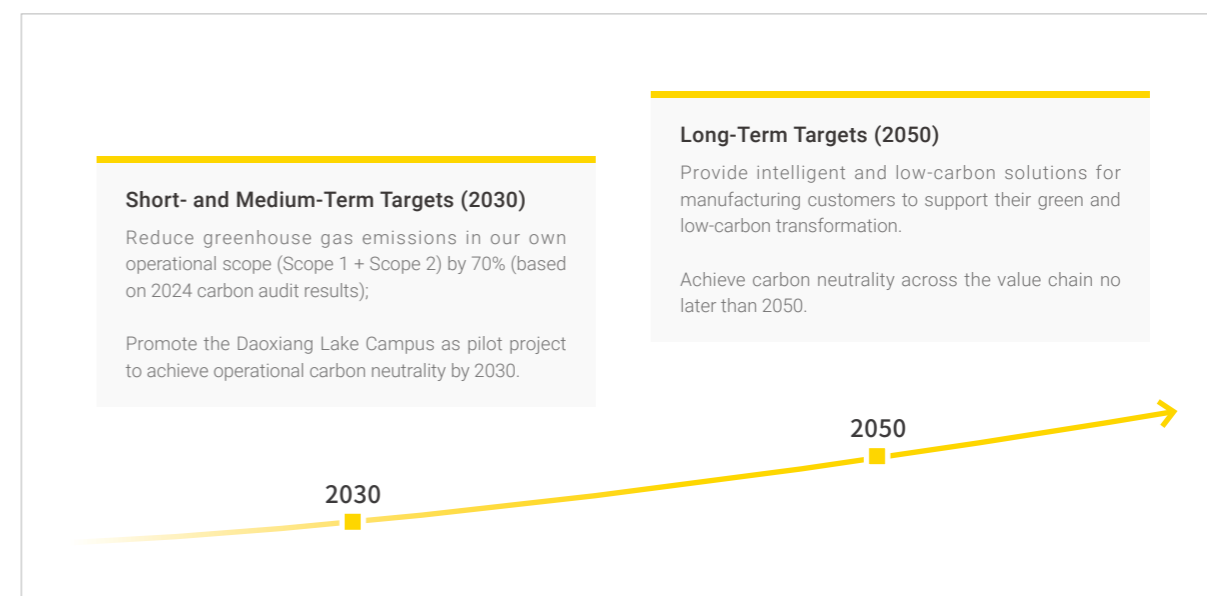 Short- and Medium-Term Targets (2030)
Reduce greenhouse gas emissions in our own
operational scope (Scope 1 + Scope 2) by 70% (based
on 2024 carbon audit results);
Promote the Daoxiang Lake Campus as pilot project
to achieve operational carbon neutrality by 2030.
Long-Term Targets (2050)
Provide intelligent and low-carbon solutions for
manufacturing customers to support their green and
low-carbon transformation.
Achieve carbon neutrality across the value chain no
later than 2050.
2030
2050